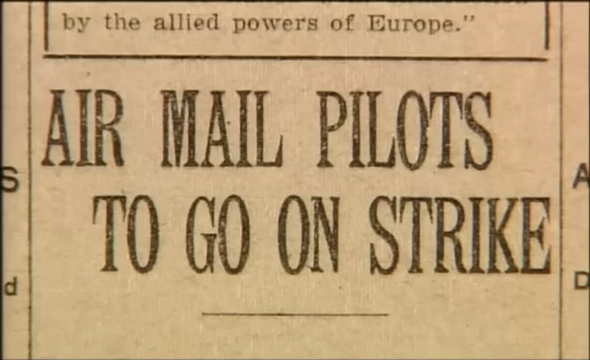 by the allied powers of Europe."
AIR MAIL PILOTS
TO GO ON STRIKE
S
A
d
D